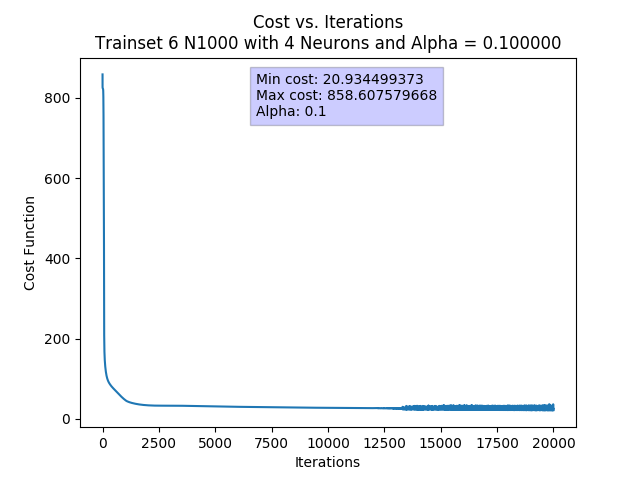 Cost vs. Iterations
Trainset 6 N1000 with 4 Neurons and Alpha = 0.100000
Min cost: 20.934499373
Max cost: 858.607579668
Alpha: 0.1
Cost Function
800
600
400
200
0
0 2500 5000 7500 10000 12500 15000 17500 20000
Iterations